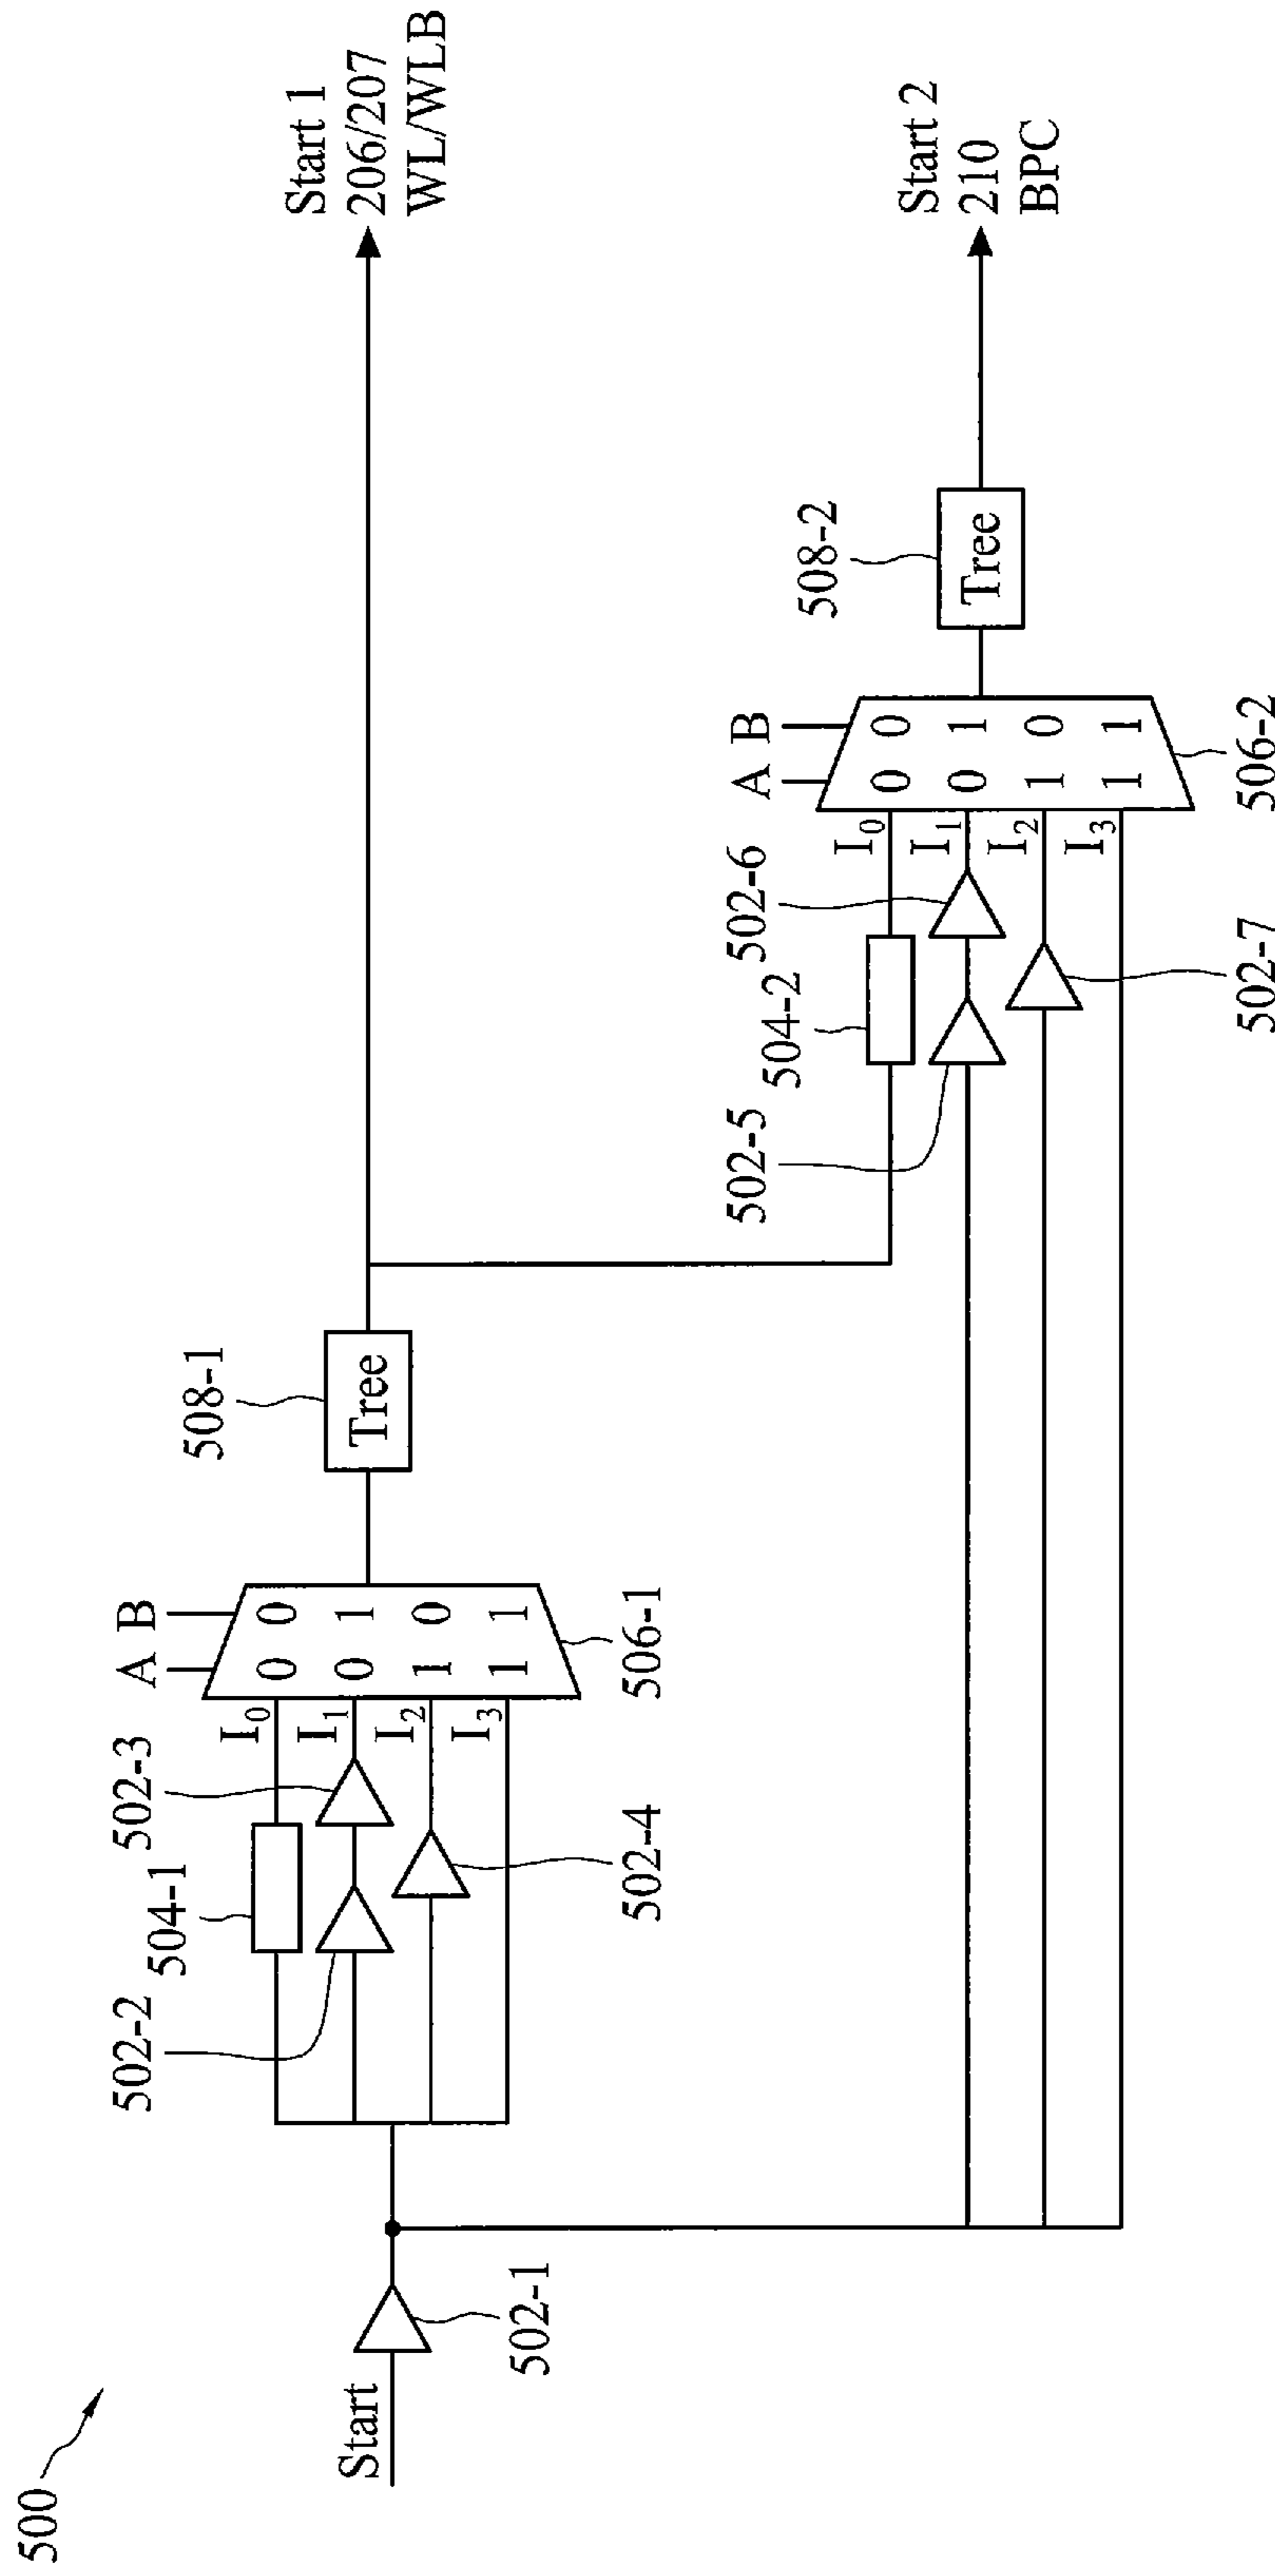 500
Start
502-1
502-2
504-1
502-3
502-4
I0
I1
I2
I3
A B
0 0
0 1
1 0
1 1
506-1
508-1
Tree
Start 1
206/207
WL/WLB
502-5
504-2
502-6
502-7
I0
I1
I2
I3
A B
0 0
0 1
1 0
1 1
506-2
508-2
Tree
Start 2
210
BPC